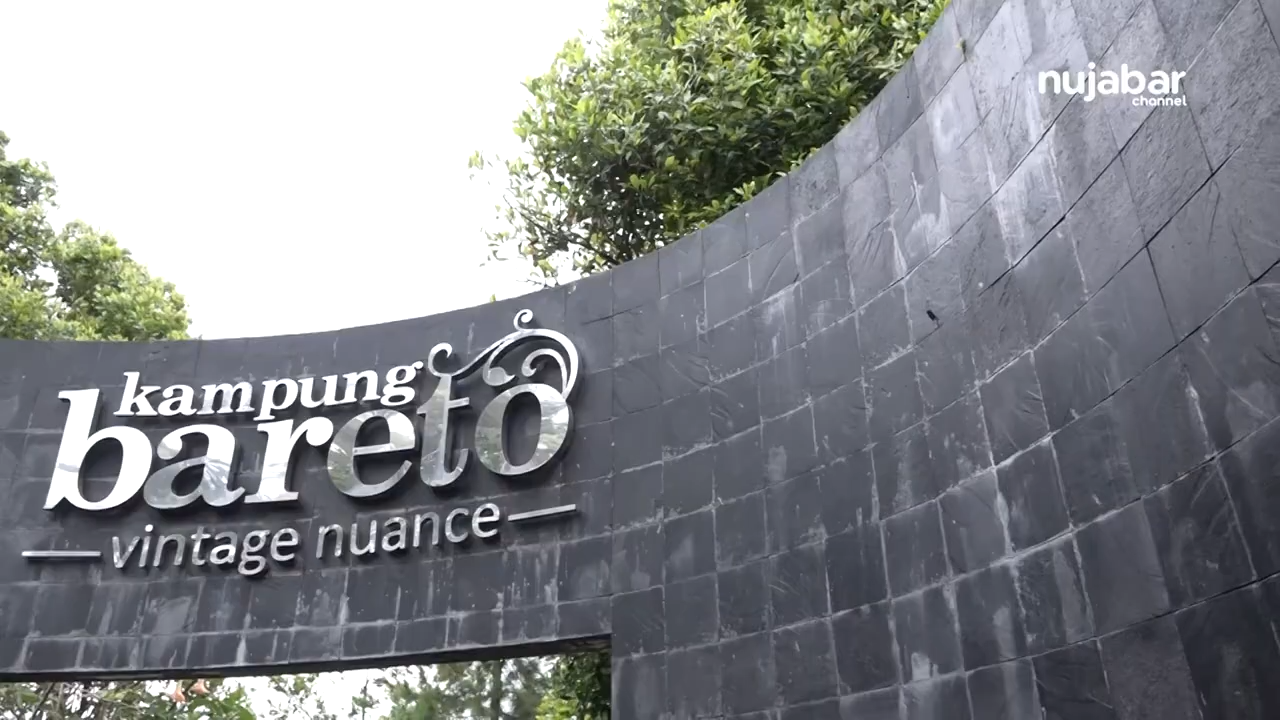 nujabar
channel
kampung
bareto
vintage nuance